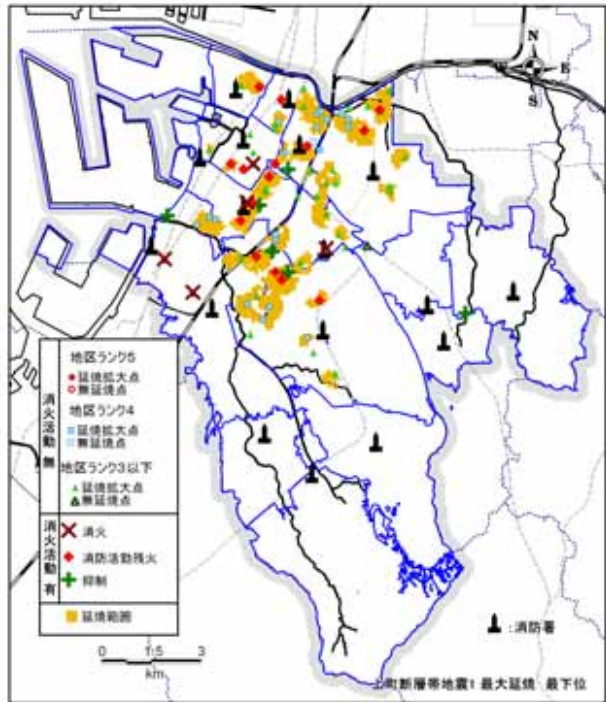 N
E
S
消火活動 無
地区ランク5
延焼拡大点
無延焼点
地区ランク4
延焼拡大点
無延焼点
地区ランク3以下
延焼拡大点
無延焼点
消火活動 有
消火
消防活動残火
抑制
延焼範囲
0 1.5 3
km
:消防署
上町断層帯地震I 最大延焼 最下位